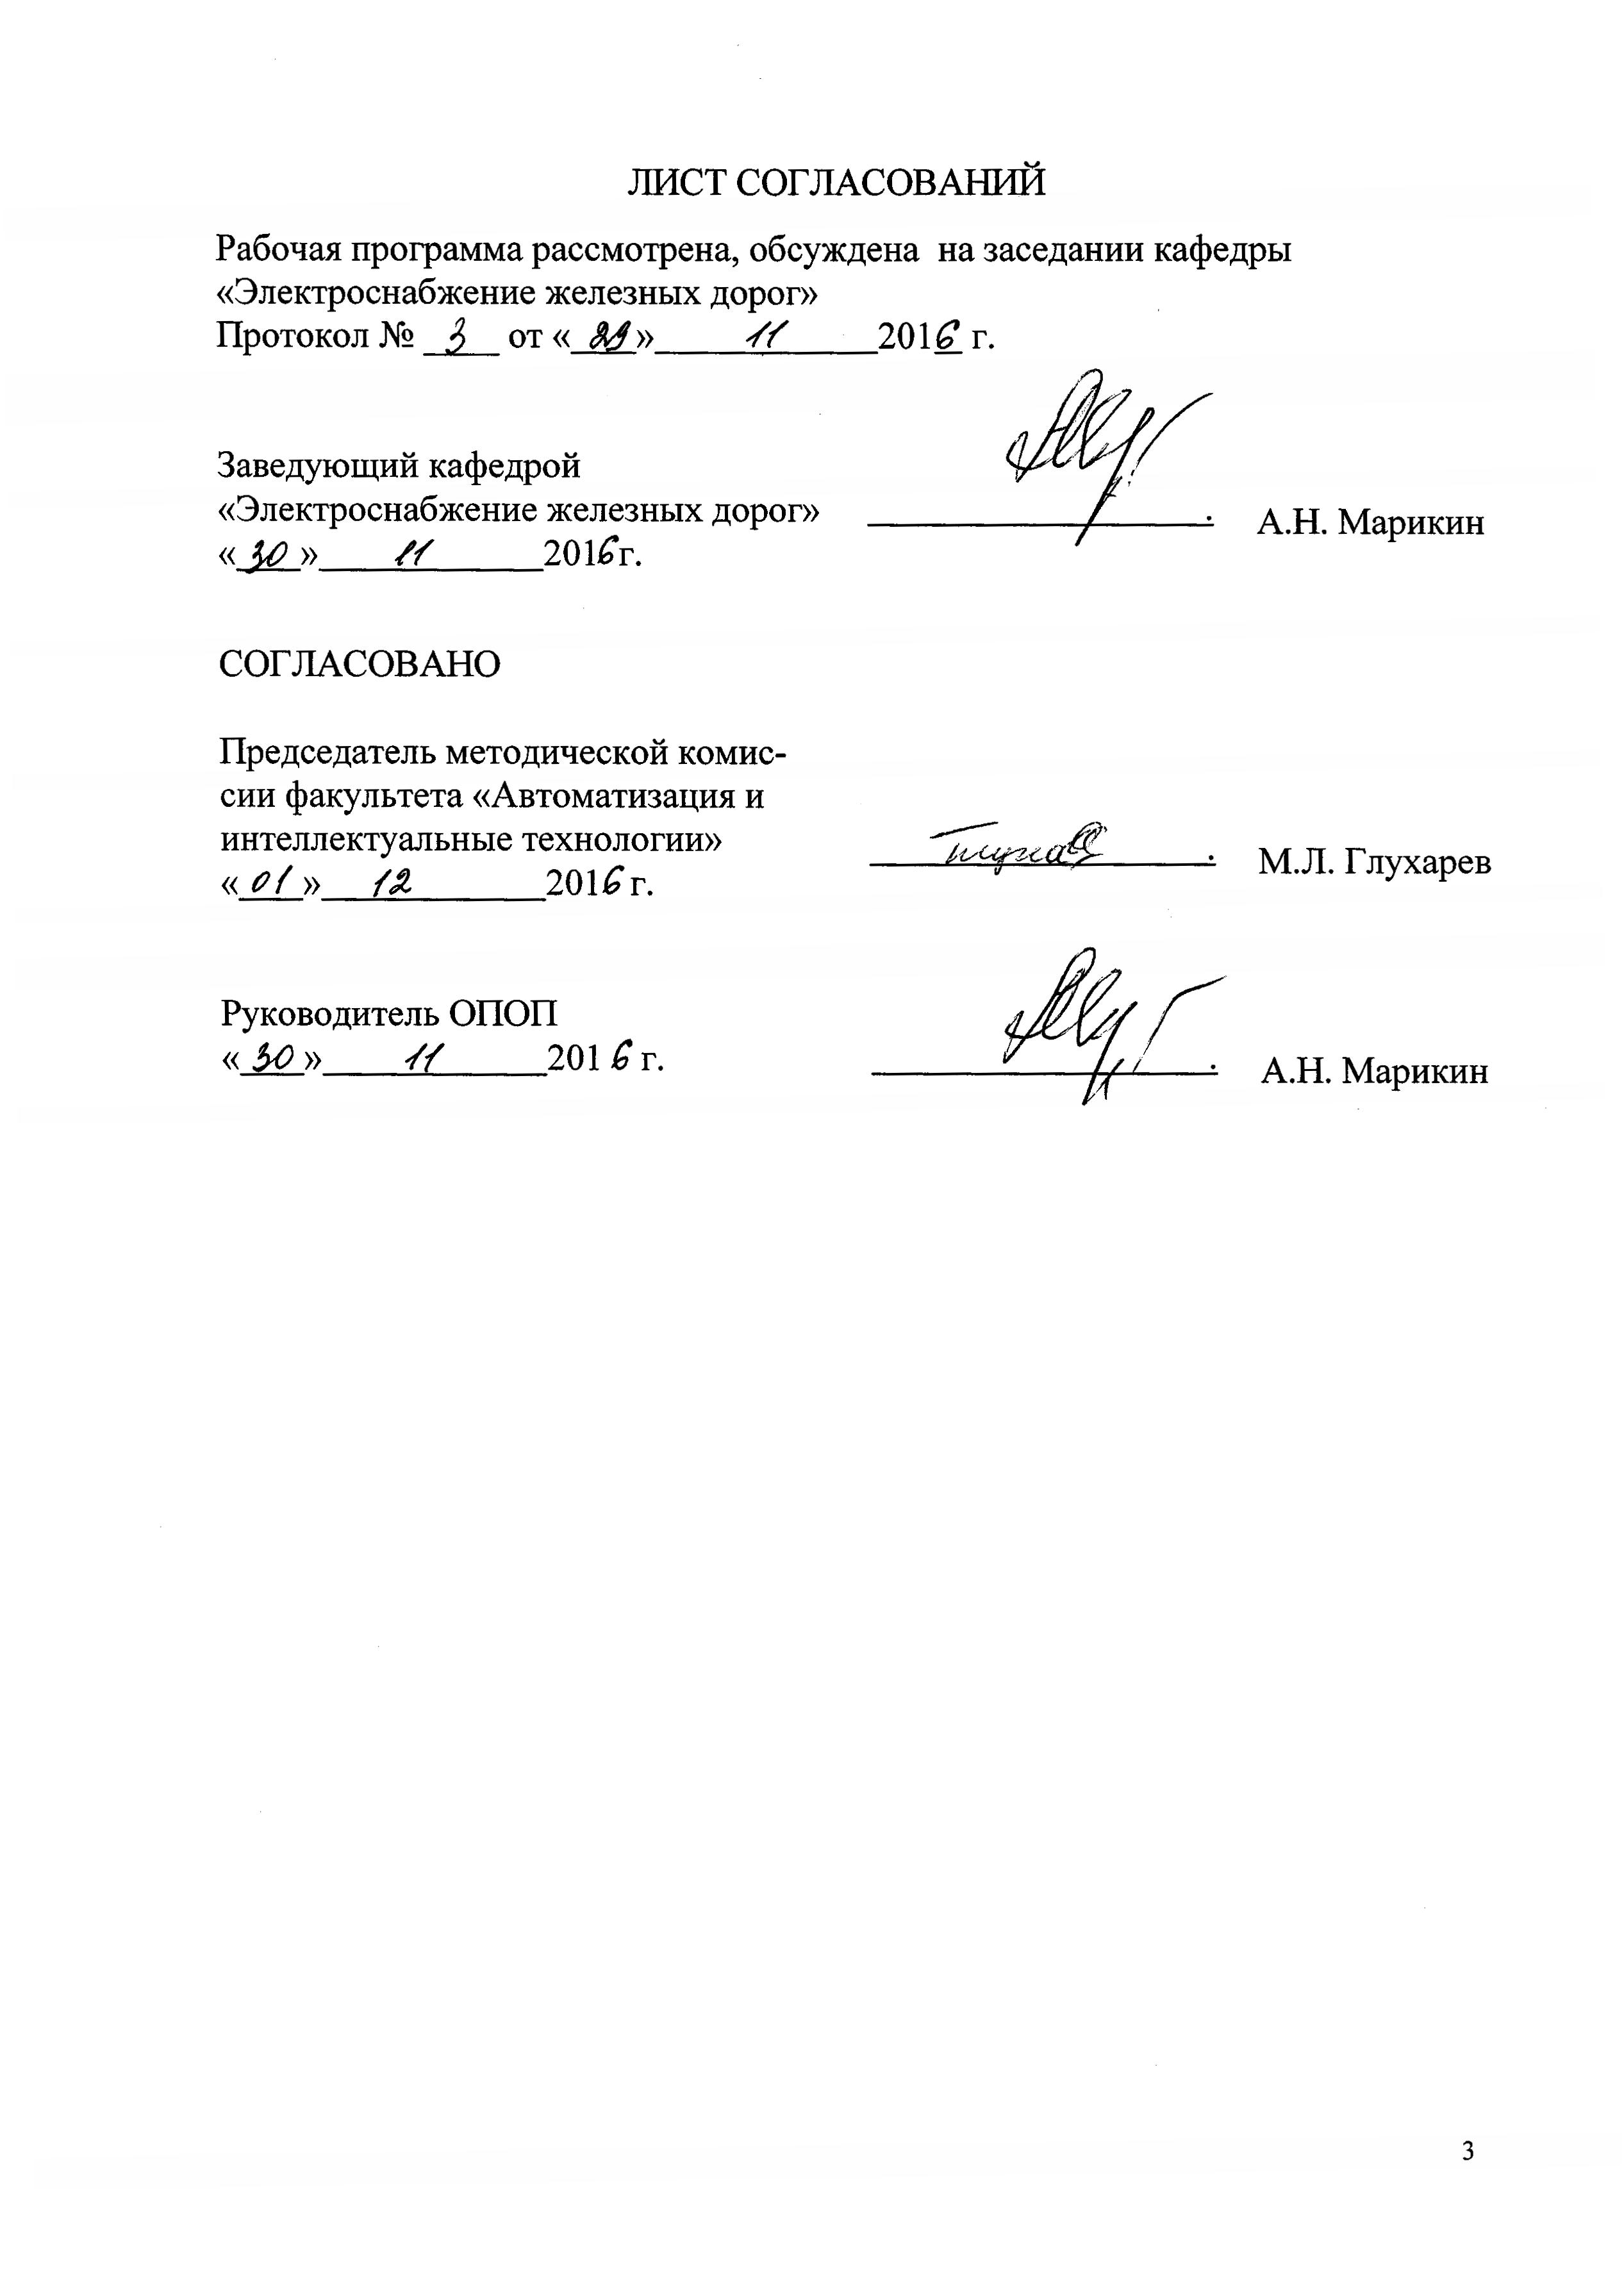 ЛИСТ СОГЛАСОВАНИЙ
Рабочая программа рассмотрена, обсуждена на заседании кафедры
«Электроснабжение железных дорог»
Протокол № 3 от «29» 11 2016 г.
Заведующий кафедрой
«Электроснабжение железных дорог» А.Н. Марикин
«30» 11 2016 г.
СОГЛАСОВАНО
Председатель методической комис-
сии факультета «Автоматизация и
интеллектуальные технологии» М.Л. Глухарев
«01» 12 2016 г.
Руководитель ОПОП
«30» 11 2016 г. А.Н. Марикин
3